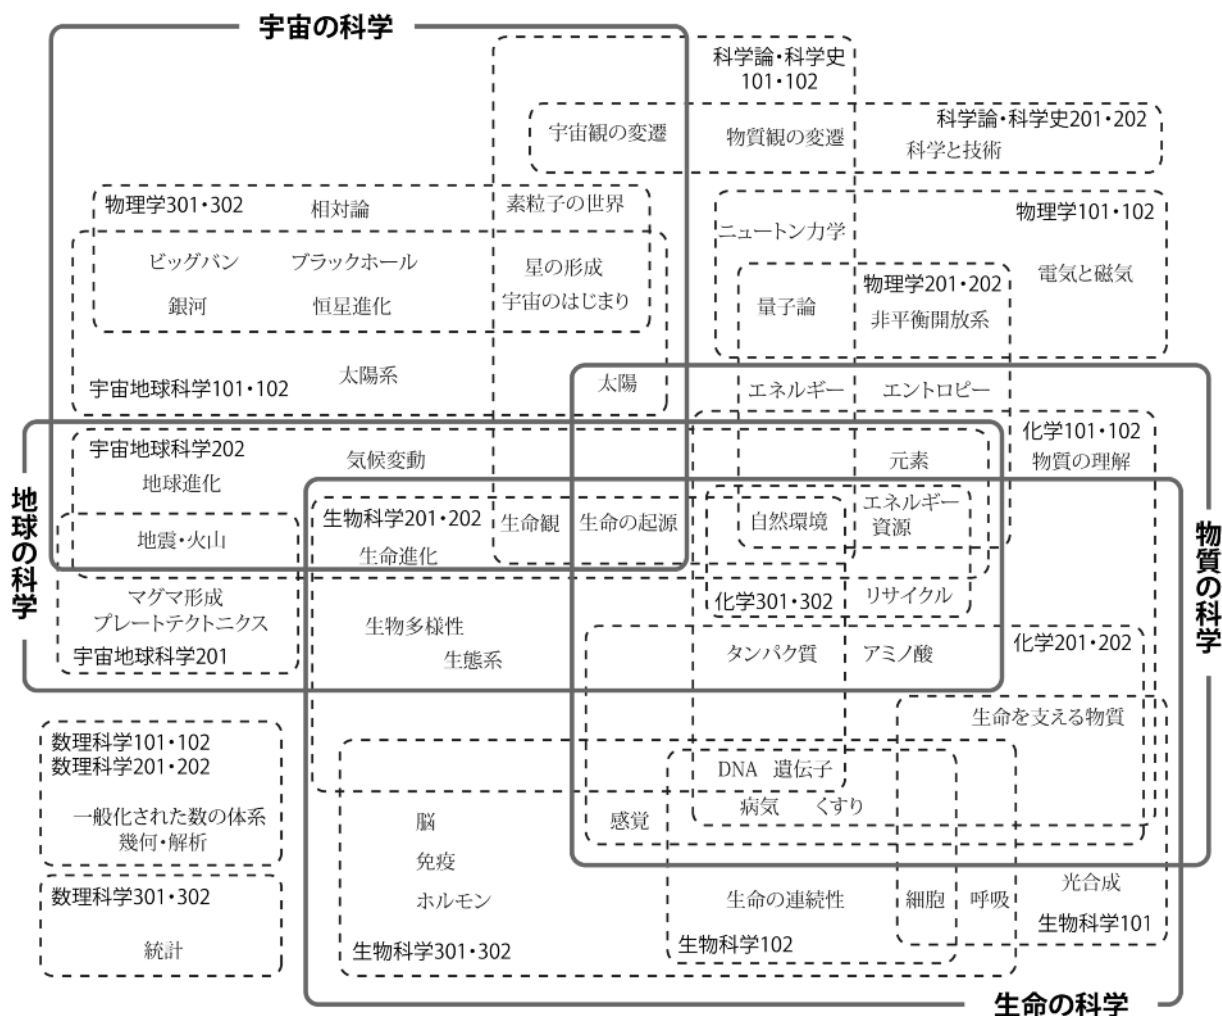 宇宙の科学
科学論・科学史
101・102
科学論・科学史201・202
宇宙観の変遷
物質観の変遷
科学と技術
物理学301・302
相対論
素粒子の世界
物理学101・102
ニュートン力学
ビッグバン
ブラックホール
星の形成
電気と磁気
物理学201・202
銀河
恒星進化
宇宙のはじまり
量子論
非平衡開放系
宇宙地球科学101・102
太陽系
太陽
エネルギー
エントロピー
化学101・102
宇宙地球科学202
気候変動
元素
物質の理解
地球進化
地球の科学
物質の科学
生物科学201・202
生命観
生命の起源
自然環境
エネルギー
資源
地震・火山
生命進化
マグマ形成
プレートテクトニクス
宇宙地球科学201
化学301・302
リサイクル
生物多様性
生態系
タンパク質
アミノ酸
化学201・202
生命を支える物質
数理科学101・102
数理科学201・202
一般化された数の体系
幾何・解析
DNA 遺伝子
病気
くすり
脳
感覚
免疫
ホルモン
数理科学301・302
統計
生命の連続性
細胞
呼吸
光合成
生物科学101
生物科学301・302
生物科学102
生命の科学